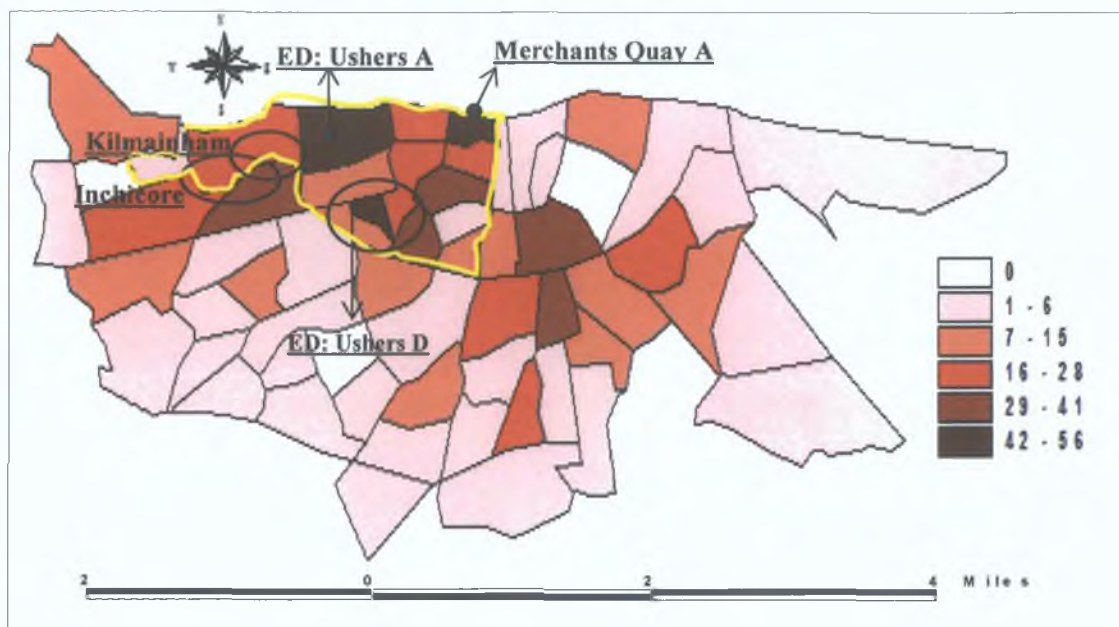 ED: Ushers A
Merchants Quay A
Kilmainham
Inchicore
ED: Ushers D
0
1 - 6
7 - 15
16 - 28
29 - 41
42 - 56
2 0 2 4 Miles